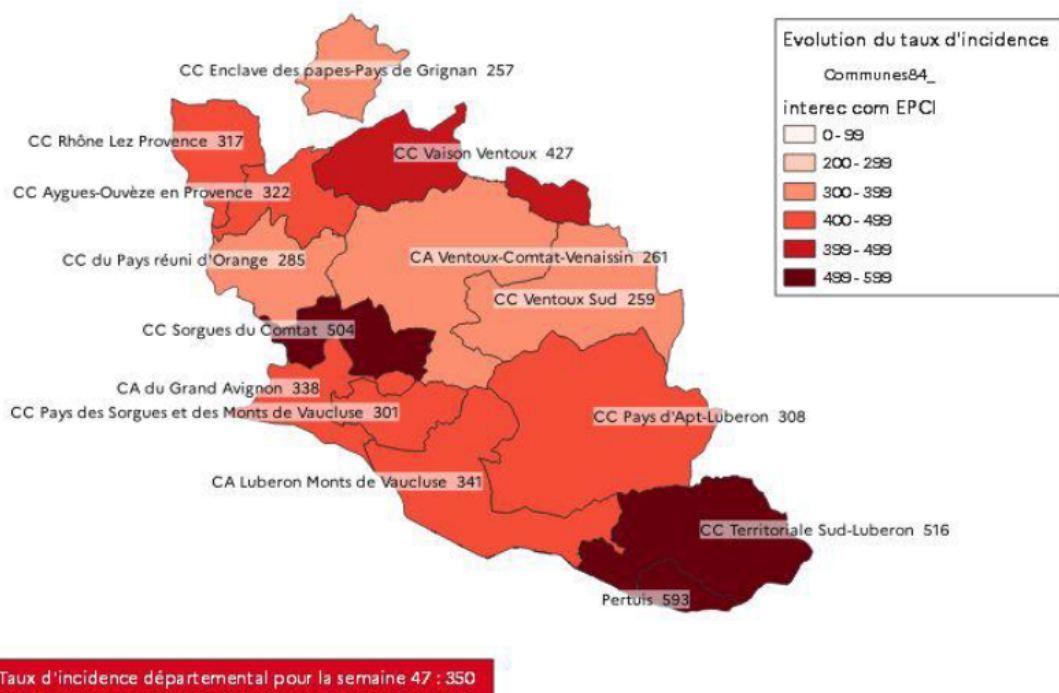 Evolution du taux d'incidence
Communes84_
interec com EPCI
0 - 99
200 - 299
300 - 399
400 - 499
399 - 499
499 - 599
CC Enclave des papes-Pays de Grignan 257
CC Rhône Lez Provence 317
CC Vaison Ventoux 427
CC Aygues-Ouvèze en Provence 322
CC du Pays réuni d'Orange 285
CA Ventoux-Comtat-Venaissin 261
CC Ventoux Sud 259
CC Sorgues du Comtat 504
CA du Grand Avignon 338
CC Pays des Sorgues et des Monts de Vaucluse 301
CC Pays d'Apt-Luberon 308
CA Luberon Monts de Vaucluse 341
CC Territoriale Sud-Luberon 516
Pertuis 593
Taux d'incidence départemental pour la semaine 47 : 350